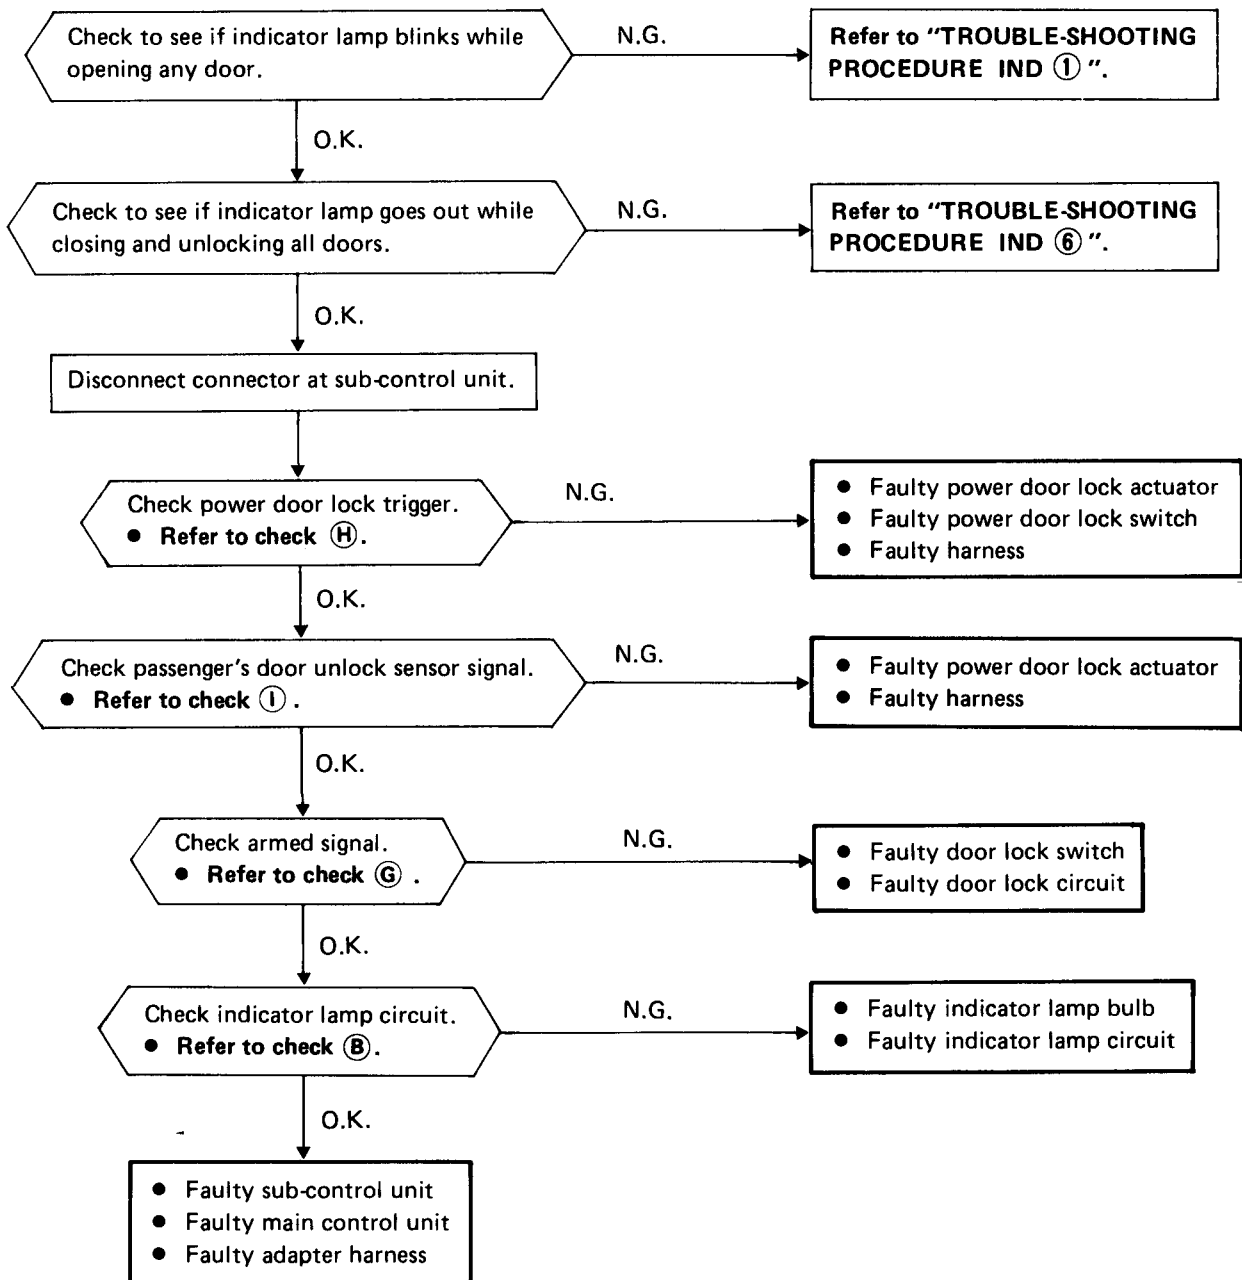 Check to see if indicator lamp blinks while
opening any door.
N.G.
Refer to “TROUBLE-SHOOTING
PROCEDURE IND ①”.
O.K.
Check to see if indicator lamp goes out while
closing and unlocking all doors.
N.G.
Refer to “TROUBLE-SHOOTING
PROCEDURE IND ⑥”.
O.K.
Disconnect connector at sub-control unit.
Check power door lock trigger.
● Refer to check Ⓗ.
N.G.
● Faulty power door lock actuator
● Faulty power door lock switch
● Faulty harness
O.K.
Check passenger's door unlock sensor signal.
● Refer to check Ⓘ.
N.G.
● Faulty power door lock actuator
● Faulty harness
O.K.
Check armed signal.
● Refer to check Ⓖ.
N.G.
● Faulty door lock switch
● Faulty door lock circuit
O.K.
Check indicator lamp circuit.
● Refer to check Ⓑ.
N.G.
● Faulty indicator lamp bulb
● Faulty indicator lamp circuit
O.K.
● Faulty sub-control unit
● Faulty main control unit
● Faulty adapter harness